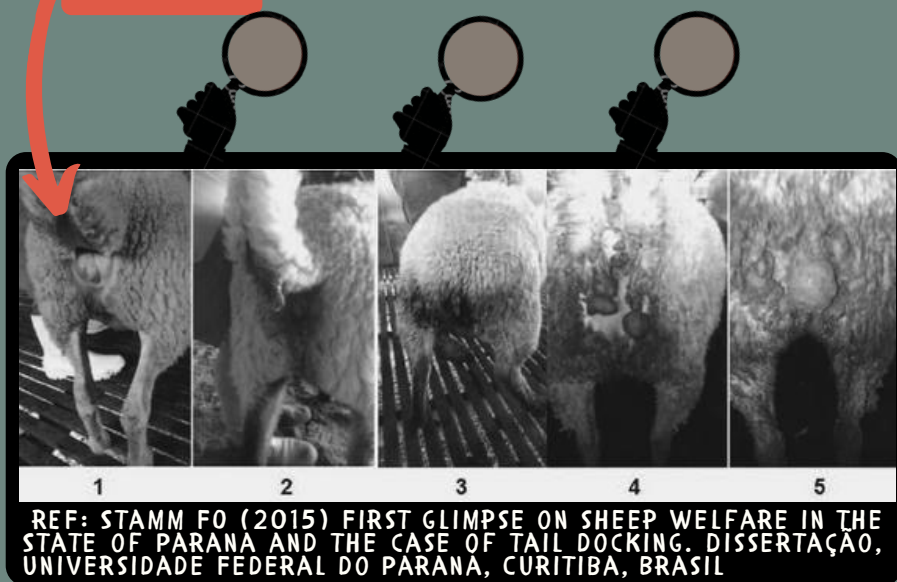 1 2 3 4 5
REF: STAMM FO (2015) FIRST GLIMPSE ON SHEEP WELFARE IN THE
STATE OF PARANA AND THE CASE OF TAIL DOCKING. DISSERTAÇÃO,
UNIVERSIDADE FEDERAL DO PARANA, CURITIBA, BRASIL